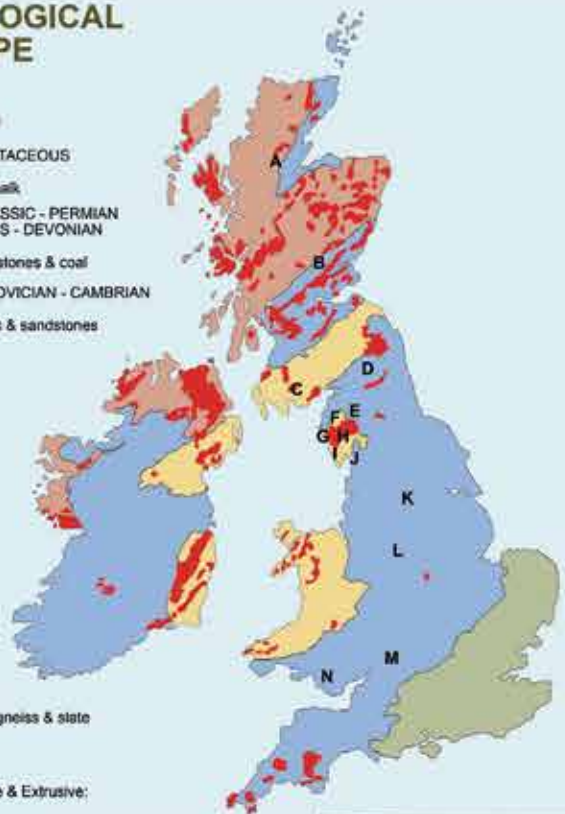 OGICAL
PE
TACEOUS
alk
SSIC - PERMIAN
S - DEVONIAN
stones & coal
OVICIAN - CAMBRIAN
& sandstones
A
B
C
D
E
F
G
H
I
J
K
L
M
N
gneiss & slate
e & Extrusive: